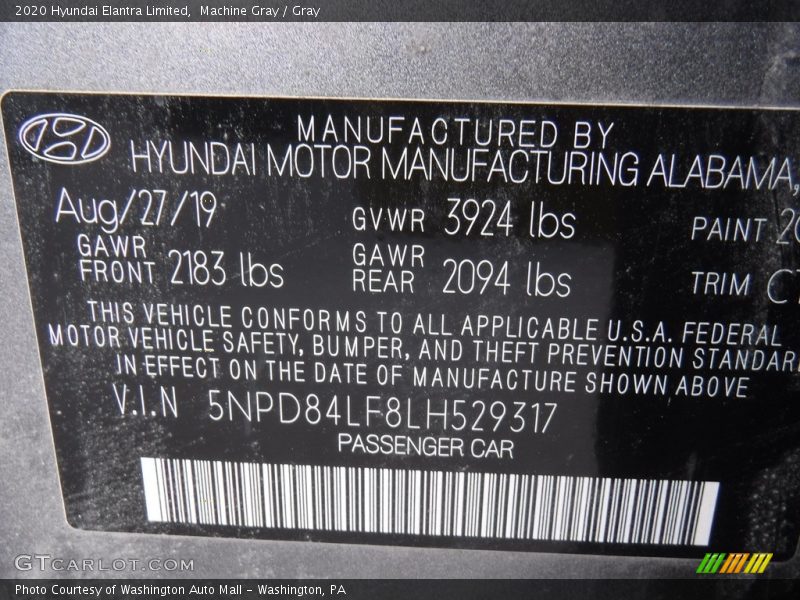 2020 Hyundai Elantra Limited, Machine Gray / Gray
MANUFACTURED BY
HYUNDAI MOTOR MANUFACTURING ALABAMA,
Aug/27/19 GVWR 3924 lbs PAINT
GAWR FRONT 2183 lbs GAWR REAR 2094 lbs TRIM
THIS VEHICLE CONFORMS TO ALL APPLICABLE U.S.A. FEDERAL
MOTOR VEHICLE SAFETY, BUMPER, AND THEFT PREVENTION
IN EFFECT ON THE DATE OF MANUFACTURE SHOWN ABOVE
V.I.N 5NPD84LF8LH529317
PASSENGER CAR
GTCARLOT.COM
Photo Courtesy of Washington Auto Mall - Washington, PA